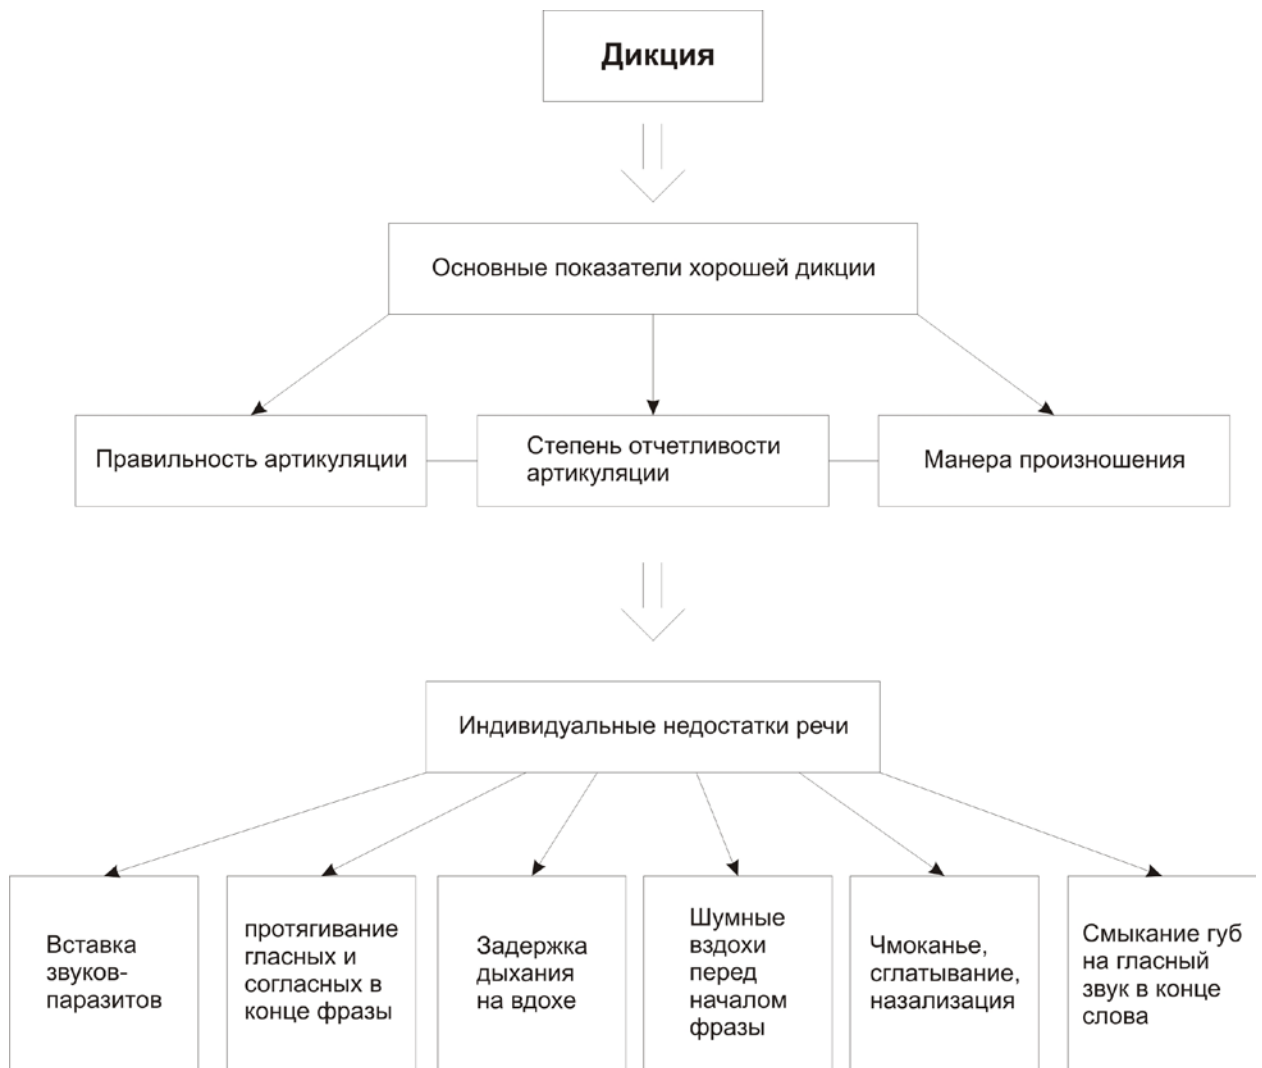 Дикция
Основные показатели хорошей дикции
Правильность артикуляции
Степень отчетливости
артикуляции
Манера произношения
Индивидуальные недостатки речи
Вставка
звуков-
паразитов
протягивание
гласных и
согласных в
конце фразы
Задержка
дыхания
на вдохе
Шумные
вздохи
перед
началом
фразы
Чмоканье,
сглатывание,
назализация
Смыкание губ
на гласный
звук в конце
слова